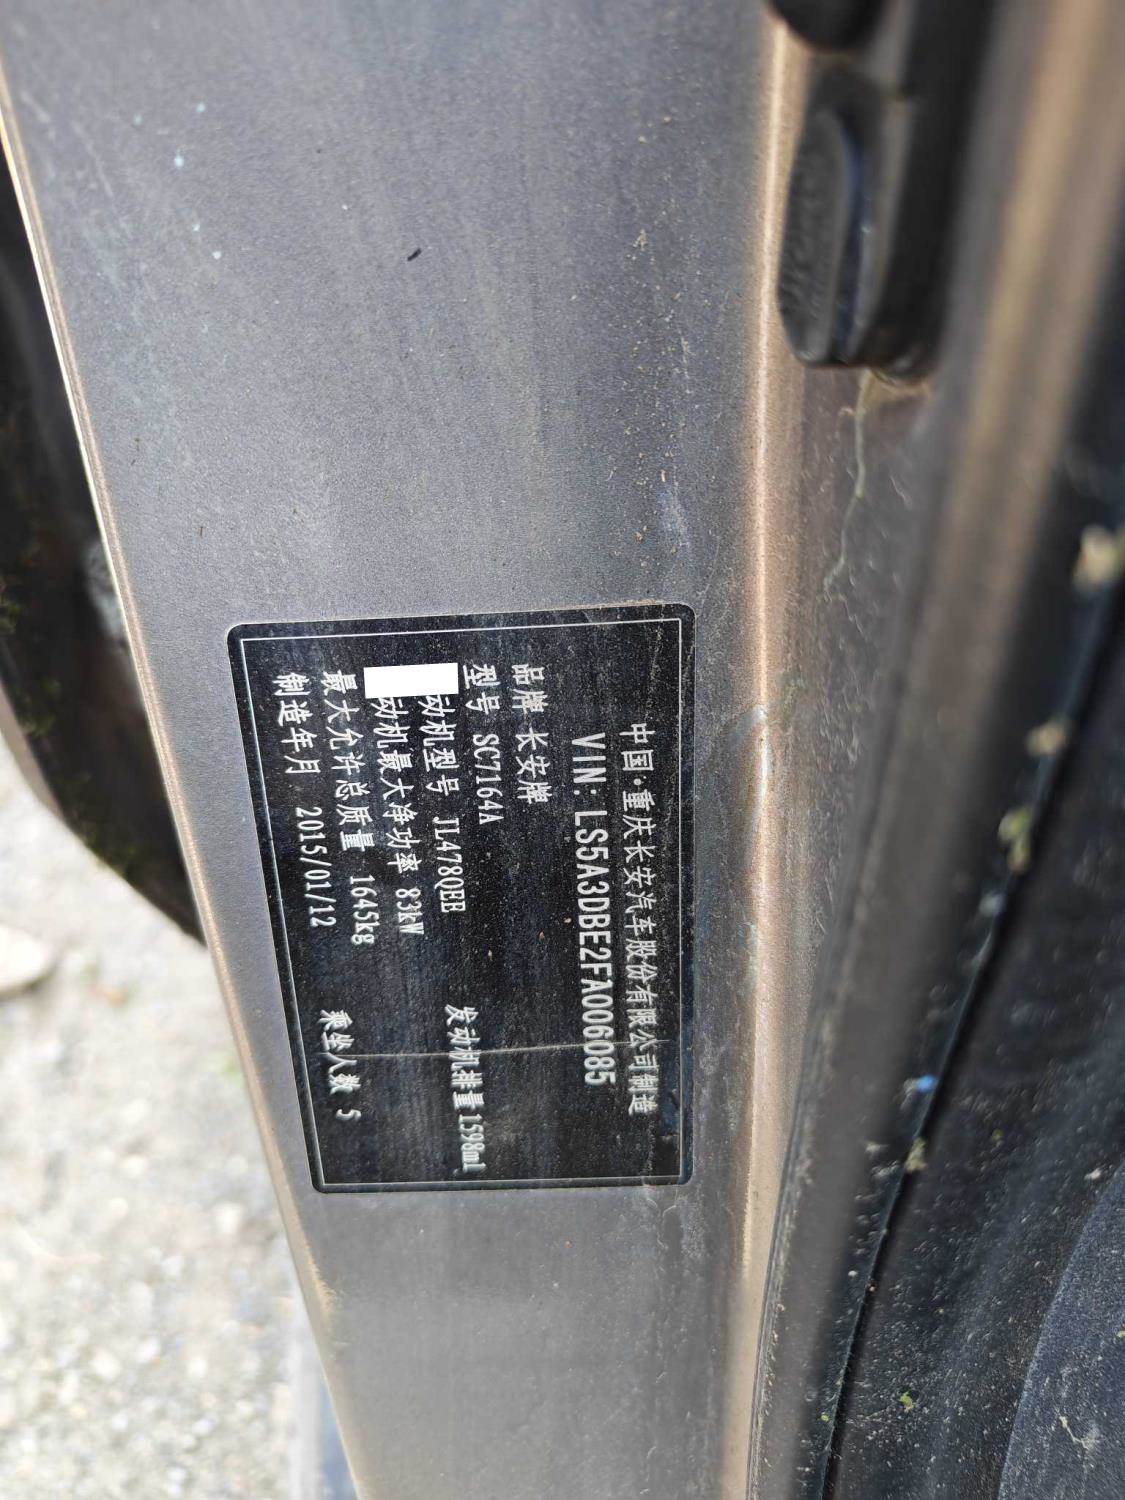 中国·重庆长安汽车股份有限公司制造
VIN: LS5A3DBE2FA006085
品牌 长安牌
型号 SC7164A
动机型号 JL478QEE 发动机排量 1598ml
动机最大净功率 83kW
最大允许总质量 1645kg 乘坐人数 5
制造年月 2015/01/12